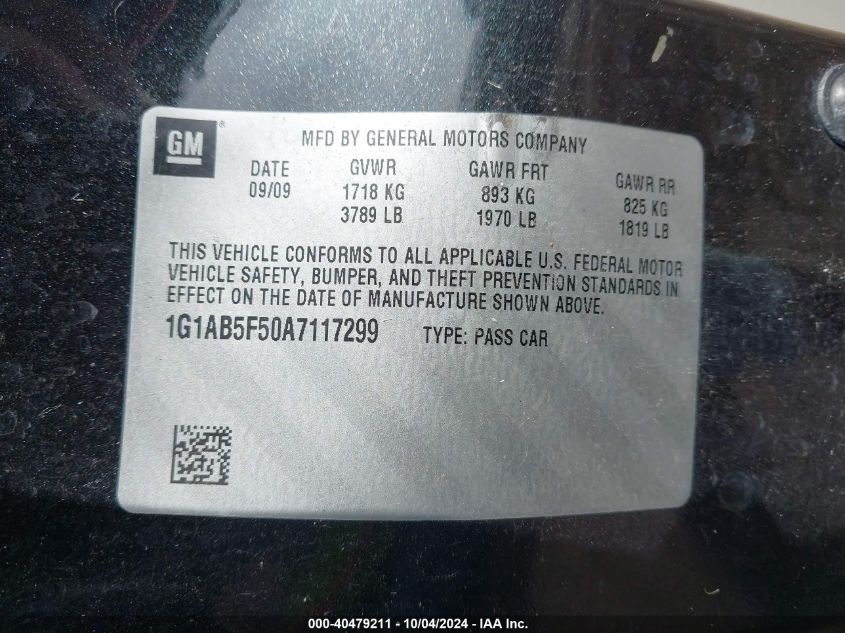 GM ® MFD BY GENERAL MOTORS COMPANY
DATE GVWR GAWR FRT GAWR RR
09/09 1718 KG 893 KG 825 KG
3789 LB 1970 LB 1819 LB
THIS VEHICLE CONFORMS TO ALL APPLICABLE U.S. FEDERAL MOTOR
VEHICLE SAFETY, BUMPER, AND THEFT PREVENTION STANDARDS IN
EFFECT ON THE DATE OF MANUFACTURE SHOWN ABOVE.
1G1AB5F50A7117299 TYPE: PASS CAR
000-40479211 - 10/04/2024 - IAA Inc.